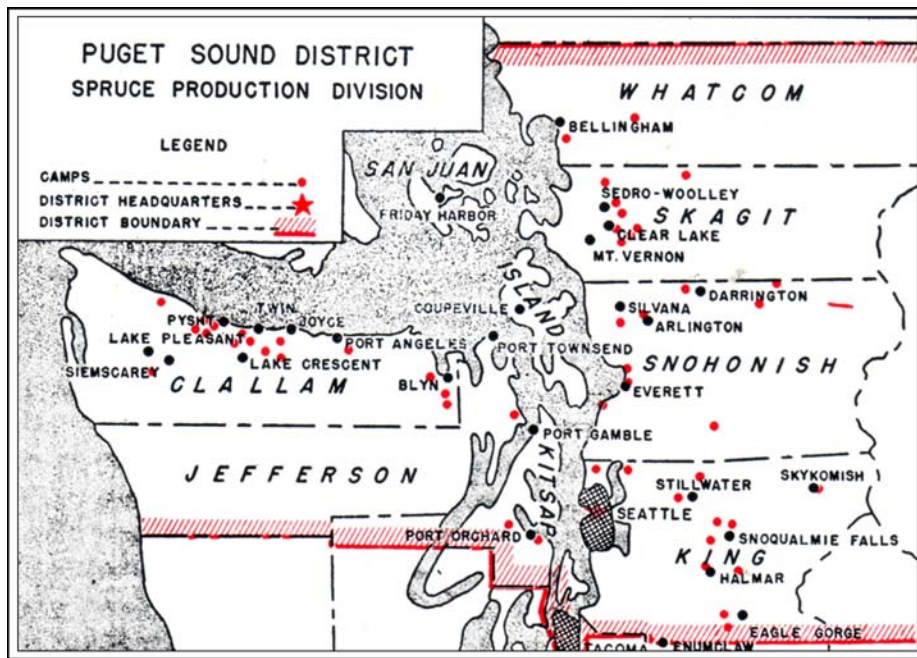 PUGET SOUND DISTRICT
SPRUCE PRODUCTION DIVISION
LEGEND
CAMPS
DISTRICT HEADQUARTERS
DISTRICT BOUNDARY
WHATCOM
BELLINGHAM
SAN JUAN
FRIDAY HARBOR
SEDRO-WOOLLEY
SKAGIT
CLEAR LAKE
MT. VERNON
ISLAND
COUPEVILLE
DARRINGTON
SILVANA
ARLINGTON
PYSHT
TWIN
JOYCE
LAKE PLEASANT
PORT ANGELES
PORT TOWNSEND
LAKE CRESCENT
SIEMSCAREY
CLALLAM
BLYN
SNOHONISH
EVERETT
PORT GAMBLE
JEFFERSON
KITSAP
STILLWATER
SKYKOMISH
SEATTLE
PORT ORCHARD
SNOQUALMIE FALLS
KING
HALMAR
EAGLE GORGE
TACOMA
ENUMCLAW